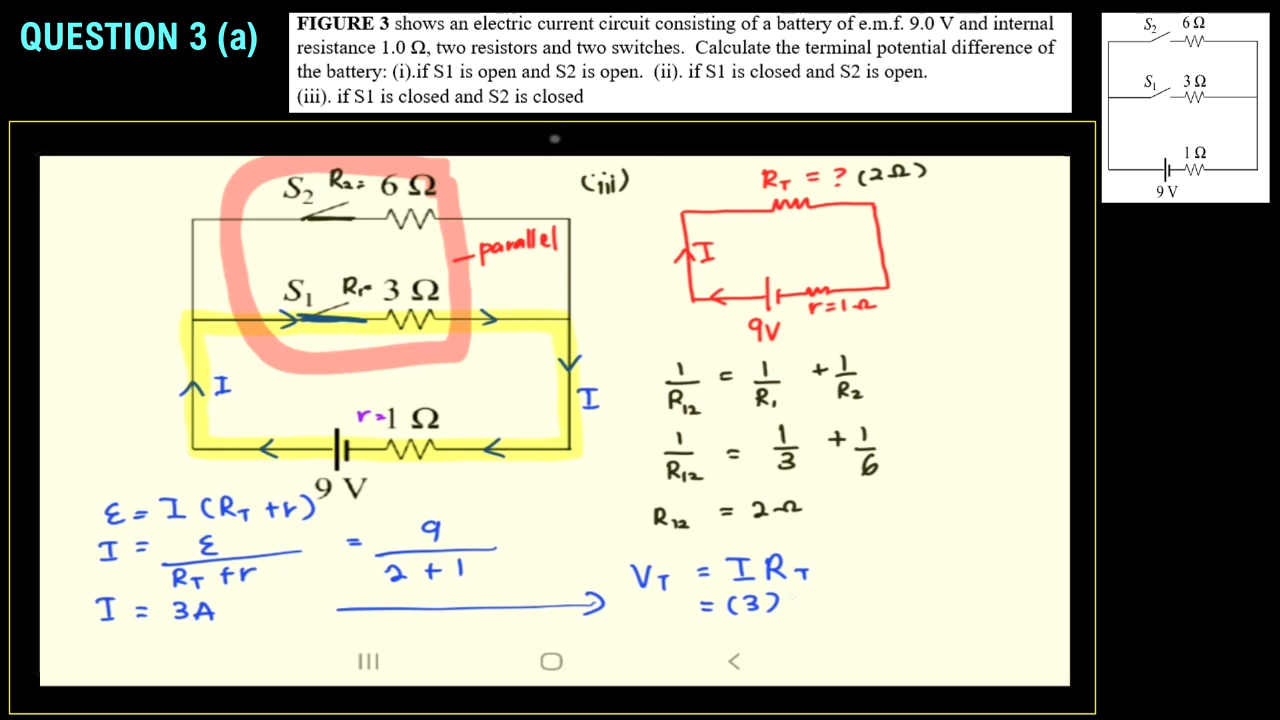 QUESTION 3 (a)
FIGURE 3 shows an electric current circuit consisting of a battery of e.m.f. 9.0 V and internal
resistance 1.0 Ω, two resistors and two switches. Calculate the terminal potential difference of
the battery: (i).if S1 is open and S2 is open. (ii). if S1 is closed and S2 is open.
(iii). if S1 is closed and S2 is closed
S₂ 6 Ω
S₁ 3 Ω
1 Ω
9 V
S₂ R₂= 6 Ω
- parallel
S₁ R₁= 3 Ω
I
I
r=1 Ω
9 V
ε = I (R_T + r)
I = ε / (R_T + r) = 9 / (2 + 1)
I = 3A
(iii)
R_T = ? (2Ω)
I
r=1Ω
9V
1/R₁₂ = 1/R₁ + 1/R₂
1/R₁₂ = 1/3 + 1/6
R₁₂ = 2Ω
V_T = I R_T
= (3)